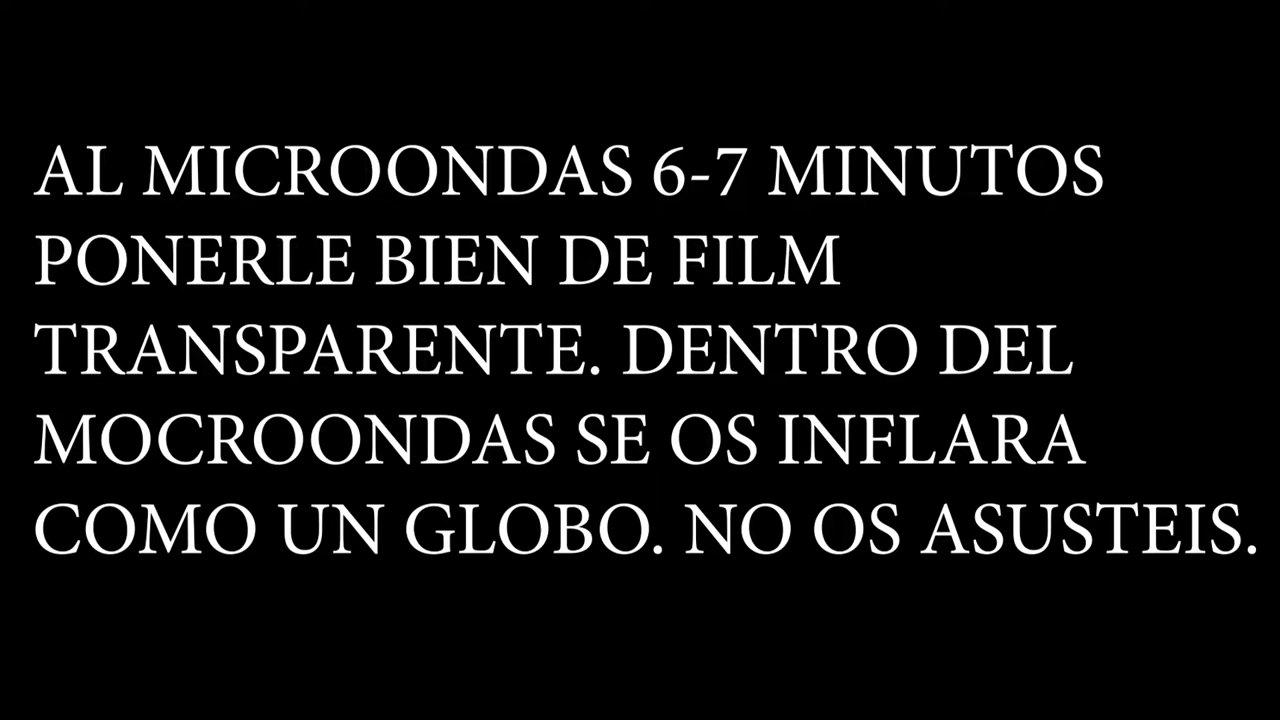 AL MICROONDAS 6-7 MINUTOS
PONERLE BIEN DE FILM
TRANSPARENTE. DENTRO DEL
MOCROONDAS SE OS INFLARA
COMO UN GLOBO. NO OS ASUSTEIS.